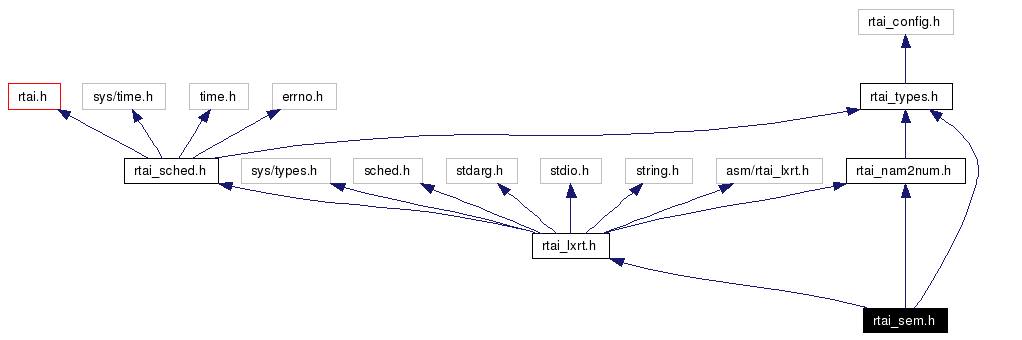 rtai_config.h
rtai.h
sys/time.h
time.h
errno.h
rtai_types.h
rtai_sched.h
sys/types.h
sched.h
stdarg.h
stdio.h
string.h
asm/rtai_lxrt.h
rtai_nam2num.h
rtai_lxrt.h
rtai_sem.h